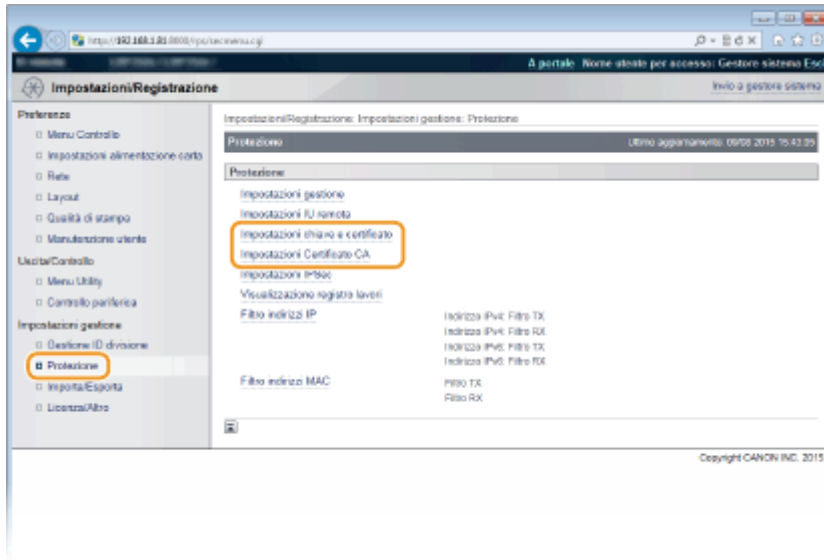 http://192.168.1.81:8000/rps/csecmenu.cgi
A portale Nome utente per accesso: Gestore sistema Esci
Impostazioni/Registrazione
Invio a gestore sistema
Preferenze
Menu Controllo
Impostazioni alimentazione carta
Rete
Layout
Qualità di stampa
Manutenzione utente
Uscita/Controllo
Menu Utility
Controllo periferica
Impostazioni gestione
Gestione ID divisione
Protezione
Importa/Esporta
Licenza/Altro
Impostazioni/Registrazione: Impostazioni gestione: Protezione
Protezione
Ultimo aggiornamento: 09/08 2015 15:43:05
Protezione
Impostazioni gestione
Impostazioni IU remota
Impostazioni chiave e certificato
Impostazioni Certificato CA
Impostazioni IPSec
Visualizzazione registro lavori
Filtro indirizzi IP
Indirizzo IPv4: Filtro TX
Indirizzo IPv4: Filtro RX
Indirizzo IPv6: Filtro TX
Indirizzo IPv6: Filtro RX
Filtro indirizzi MAC
Filtro TX
Filtro RX
Copyright CANON INC. 2015